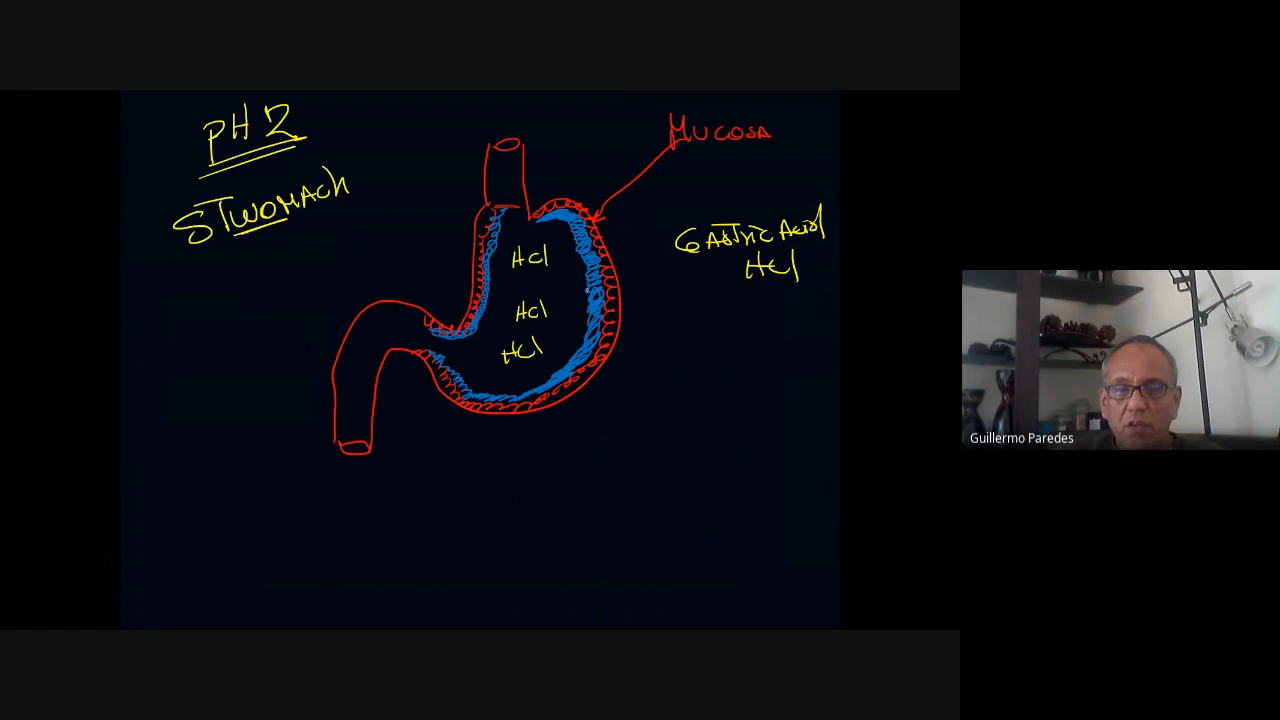 pH 2
STWOMACh
MUCOSA
GASTRIC ACID
HCl
HCl
HCl
HCl
Guillermo Paredes